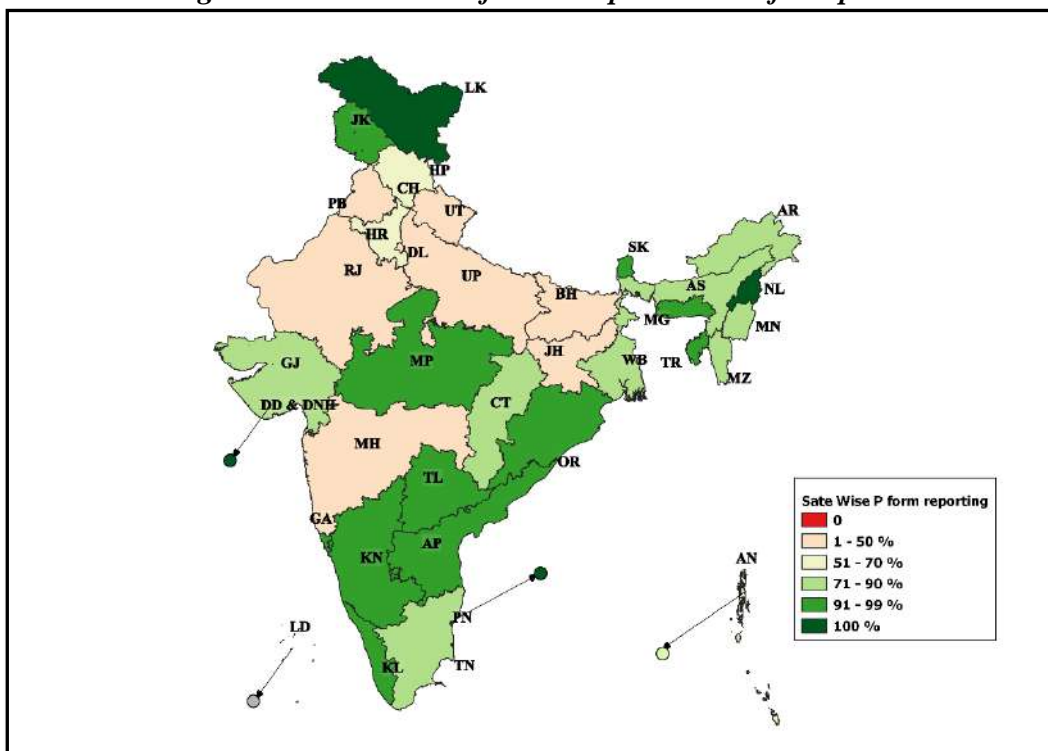 LK
JK
HP
CH
PB
UT
AR
HR
DL
SK
RJ
UP
AS
NL
BH
MG
MN
JH
GJ
MP
WB
TR
MZ
CT
DD & DNH
MH
OR
TL
Sate Wise P form reporting
0
1 - 50 %
51 - 70 %
71 - 90 %
91 - 99 %
100 %
GA
AP
KN
AN
PN
LD
KL
TN